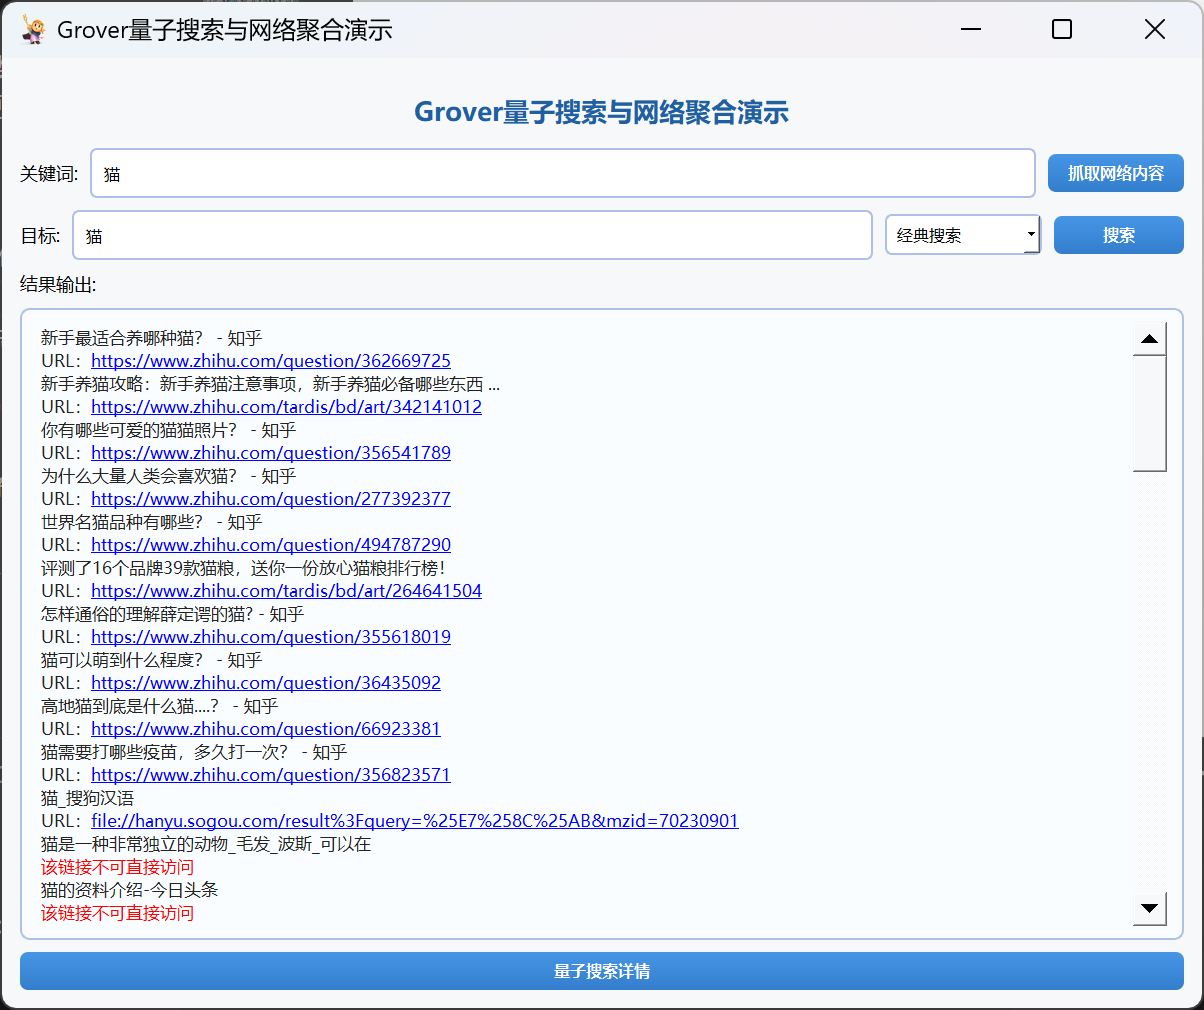 Grover量子搜索与网络聚合演示
Grover量子搜索与网络聚合演示
关键词: 猫 抓取网络内容
目标: 猫 经典搜索 搜索
结果输出:
新手最适合养哪种猫？ - 知乎
URL：https://www.zhihu.com/question/362669725
新手养猫攻略：新手养猫注意事项，新手养猫必备哪些东西 ...
URL：https://www.zhihu.com/tardis/bd/art/342141012
你有哪些可爱的猫猫照片？ - 知乎
URL：https://www.zhihu.com/question/356541789
为什么大量人类会喜欢猫？ - 知乎
URL：https://www.zhihu.com/question/277392377
世界名猫品种有哪些？ - 知乎
URL：https://www.zhihu.com/question/494787290
评测了16个品牌39款猫粮，送你一份放心猫粮排行榜！
URL：https://www.zhihu.com/tardis/bd/art/264641504
怎样通俗的理解薛定谔的猫? - 知乎
URL：https://www.zhihu.com/question/355618019
猫可以萌到什么程度？ - 知乎
URL：https://www.zhihu.com/question/36435092
高地猫到底是什么猫....？ - 知乎
URL：https://www.zhihu.com/question/66923381
猫需要打哪些疫苗，多久打一次？ - 知乎
URL：https://www.zhihu.com/question/356823571
猫_搜狗汉语
URL：file://hanyu.sogou.com/result%3Fquery=%25E7%258C%25AB&mzid=70230901
猫是一种非常独立的动物_毛发_波斯_可以在
该链接不可直接访问
猫的资料介绍-今日头条
该链接不可直接访问
量子搜索详情